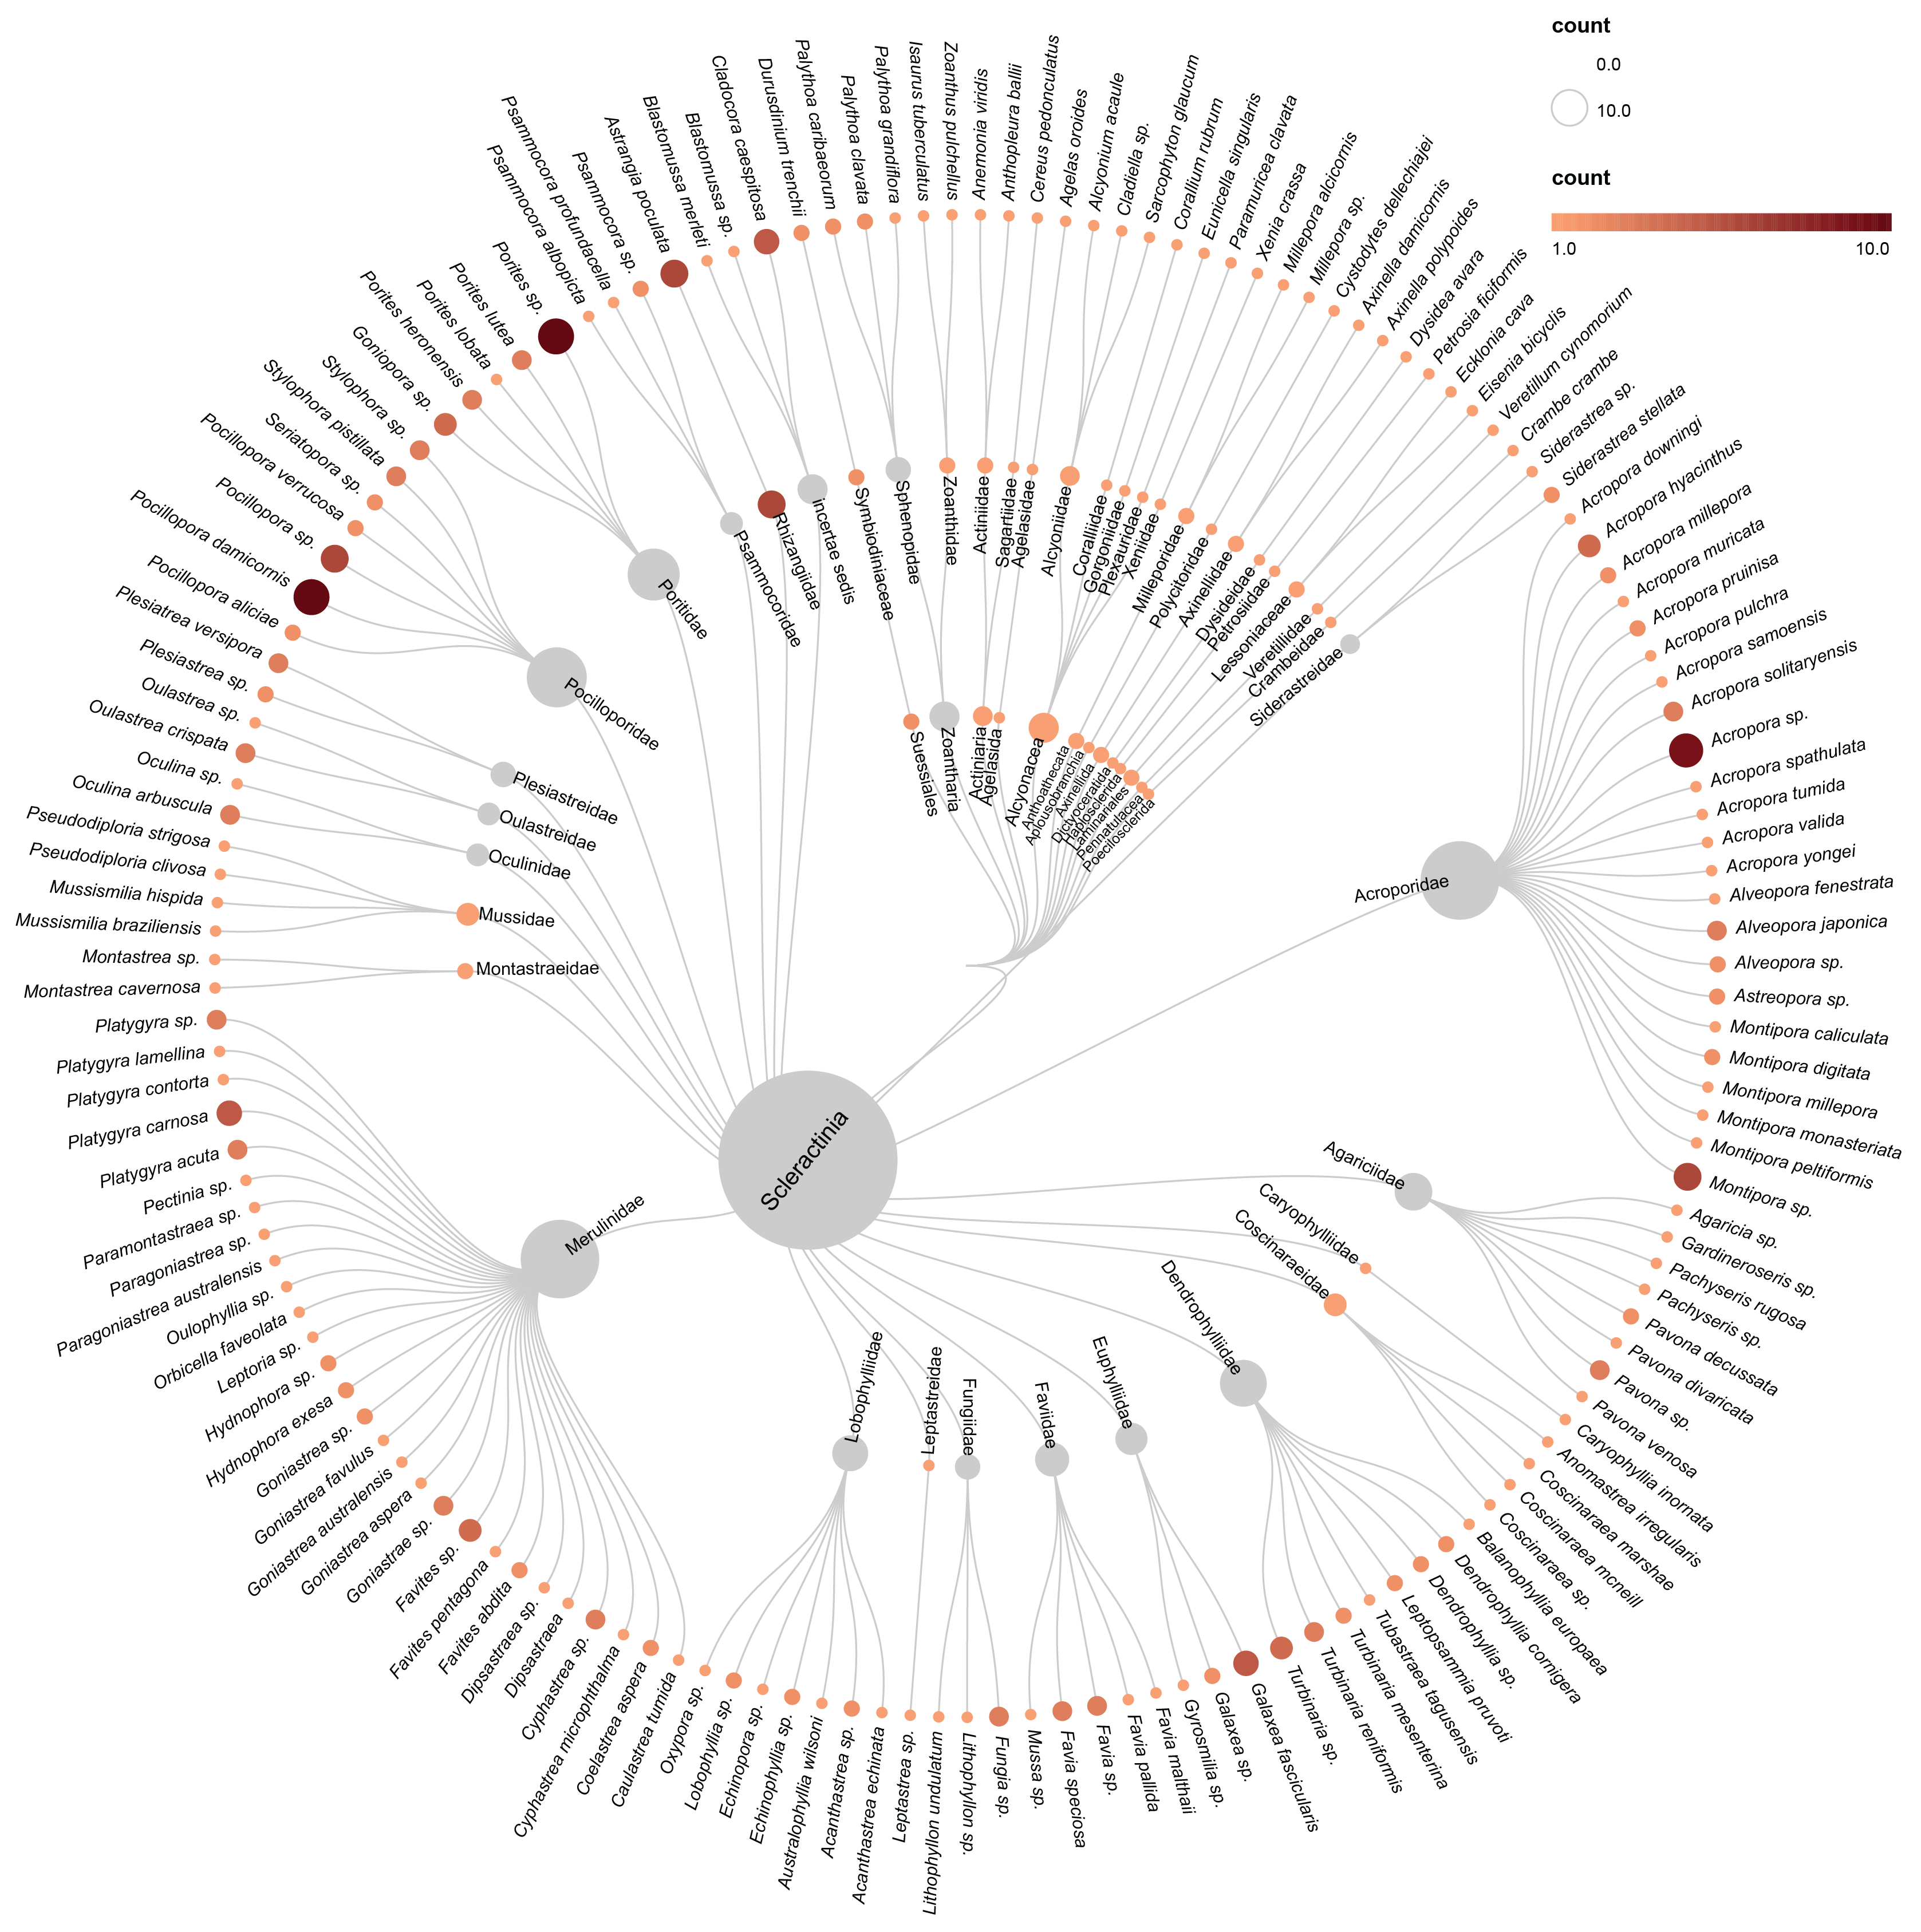 count
0.0
10.0
count
1.0
10.0
Porites heronensis
Porites lobata
Porites lutea
Porites sp.
Psammocora albopicta
Psammocora profundacella
Psammocora sp.
Astrangia poculata
Blastomussa merleti
Blastomussa sp.
Cladocora caespitosa
Durusdinium trenchii
Palythoa caribaeorum
Palythoa clavata
Palythoa grandiflora
Isaurus tuberculatus
Zoanthus pulchellus
Anemonia viridis
Anthopleura ballii
Cereus pedonculatus
Agelas oroides
Alcyonium acaule
Cladiella sp.
Sarcophyton glaucum
Corallium rubrum
Eunicella singularis
Paramuricea clavata
Xenia crassa
Millepora alcicornis
Millepora sp.
Cystodytes dellechiajei
Axinella damicornis
Axinella polypoides
Dysidea avara
Petrosia ficiformis
Ecklonia cava
Eisenia bicyclis
Veretillum cynomorium
Crambe crambe
Siderastrea sp.
Siderastrea stellata
Acropora downingi
Acropora hyacinthus
Acropora millepora
Acropora muricata
Acropora pruinisa
Acropora pulchra
Acropora samoensis
Acropora solitaryensis
Acropora sp.
Acropora spathulata
Acropora tumida
Acropora valida
Acropora yongei
Alveopora fenestrata
Alveopora japonica
Alveopora sp.
Astreopora sp.
Montipora caliculata
Montipora digitata
Montipora millepora
Montipora monasteriata
Montipora peltiformis
Montipora sp.
Agaricia sp.
Gardineroseris sp.
Pachyseris rugosa
Pachyseris sp.
Pavona decussata
Pavona divaricata
Pavona sp.
Pavona venosa
Caryophyllia inornata
Anomastrea irregularis
Coscinaraea marshae
Coscinaraea mcneill
Coscinaraea sp.
Balanophyllia europaea
Dendrophyllia cornigera
Dendrophyllia sp.
Leptopsammia pruvoti
Tubastraea tagusensis
Turbinaria mesenterina
Turbinaria reniformis
Turbinaria sp.
Galaxea fascicularis
Galaxea sp.
Gyrosmilia sp.
Favia malthaii
Favia pallida
Favia sp.
Favia speciosa
Mussa sp.
Fungia sp.
Lithophyllon sp.
Lithophyllon undulatum
Leptastrea sp.
Acanthastrea echinata
Acanthastrea sp.
Australophyllia wilsoni
Echinophyllia sp.
Echinopora sp.
Lobophyllia sp.
Oxypora sp.
Caulastrea tumida
Coelastrea aspera
Cyphastrea microphthalma
Cyphastrea sp.
Dipsastraea
Dipsastraea sp.
Favites abdita
Favites pentagona
Favites sp.
Goniastrae sp.
Goniastrea aspera
Goniastrea australensis
Goniastrea favulus
Goniastrea sp.
Hydnophora exesa
Hydnophora sp.
Leptoria sp.
Orbicella faveolata
Oulophyllia sp.
Paragoniastrea australensis
Paragoniastrea sp.
Paramontastraea sp.
Pectinia sp.
Platygyra acuta
Platygyra carnosa
Platygyra contorta
Platygyra lamellina
Platygyra sp.
Montastrea cavernosa
Montastrea sp.
Mussismilia braziliensis
Mussismilia hispida
Pseudodiploria clivosa
Pseudodiploria strigosa
Oculina arbuscula
Oculina sp.
Oulastrea crispata
Oulastrea sp.
Plesiastrea sp.
Plesiatrea versipora
Pocillopora aliciae
Pocillopora damicornis
Pocillopora sp.
Pocillopora verrucosa
Seriatopora sp.
Stylophora pistillata
Stylophora sp.
Goniopora sp.
Poritidae
Psammocoridae
Rhizangiidae
incertae sedis
Symbiodiniaceae
Sphenopidae
Zoanthidae
Actiniidae
Sagartiidae
Agelasidae
Alcyoniidae
Coralliidae
Gorgoniidae
Plexauridae
Xeniidae
Milleporidae
Polycitoridae
Axinellidae
Dysideidae
Petrosiidae
Lessoniaceae
Veretillidae
Crambeidae
Siderastreidae
Acroporidae
Agariciidae
Caryophylliidae
Coscinaraeidae
Dendrophylliidae
Euphylliidae
Faviidae
Fungiidae
Leptastreidae
Lobophylliidae
Merulinidae
Montastraeidae
Mussidae
Oculinidae
Oulastreidae
Plesiastreidae
Pocilloporidae
Suessiales
Zoantharia
Actiniaria
Agelasida
Alcyonacea
Anthoathecata
Aplousobranchia
Axinellida
Dictyoceratida
Haplosclerida
Laminariales
Pennatulacea
Poecilosclerida
Scleractinia